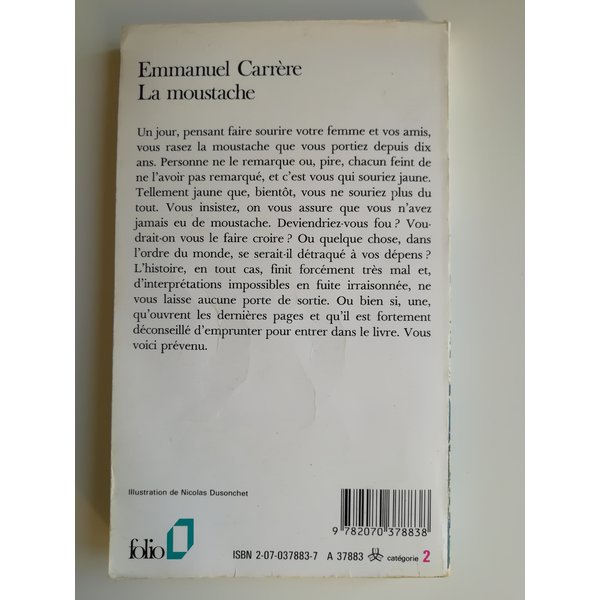 Emmanuel Carrère
La moustache
Un jour, pensant faire sourire votre femme et vos amis,
vous rasez la moustache que vous portiez depuis dix
ans. Personne ne le remarque ou, pire, chacun feint de
ne l'avoir pas remarqué, et c'est vous qui souriez jaune.
Tellement jaune que, bientôt, vous ne souriez plus du
tout. Vous insistez, on vous assure que vous n'avez
jamais eu de moustache. Deviendriez-vous fou ? Vou-
drait-on vous le faire croire ? Ou quelque chose, dans
l'ordre du monde, se serait-il détraqué à vos dépens ?
L'histoire, en tout cas, finit forcément très mal et,
d'interprétations impossibles en fuite irraisonnée, ne
vous laisse aucune porte de sortie. Ou bien si, une,
qu'ouvrent les dernières pages et qu'il est fortement
déconseillé d'emprunter pour entrer dans le livre. Vous
voici prévenu.
Illustration de Nicolas Dusonchet
9 782070 378838
folio
ISBN 2-07-037883-7 A 37883 catégorie 2